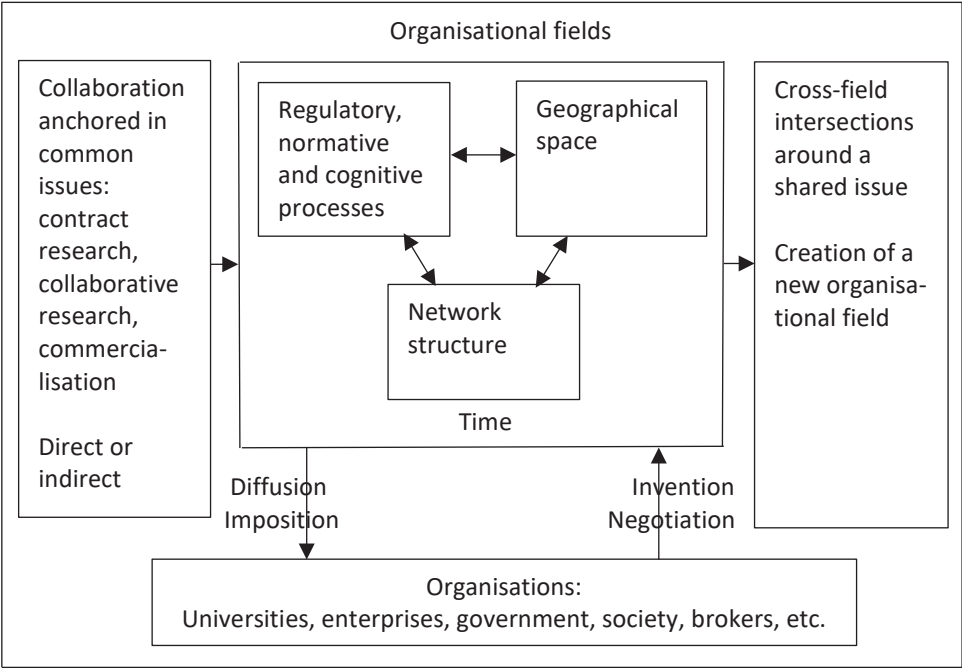 Organisational fields
Collaboration
anchored in
common
issues:
contract
research,
collaborative
research,
commercia-
lisation
Direct or
indirect
Regulatory,
normative
and cognitive
processes
Geographical
space
Network
structure
Time
Cross-field
intersections
around a
shared issue
Creation of a
new organisa-
tional field
Diffusion
Imposition
Invention
Negotiation
Organisations:
Universities, enterprises, government, society, brokers, etc.